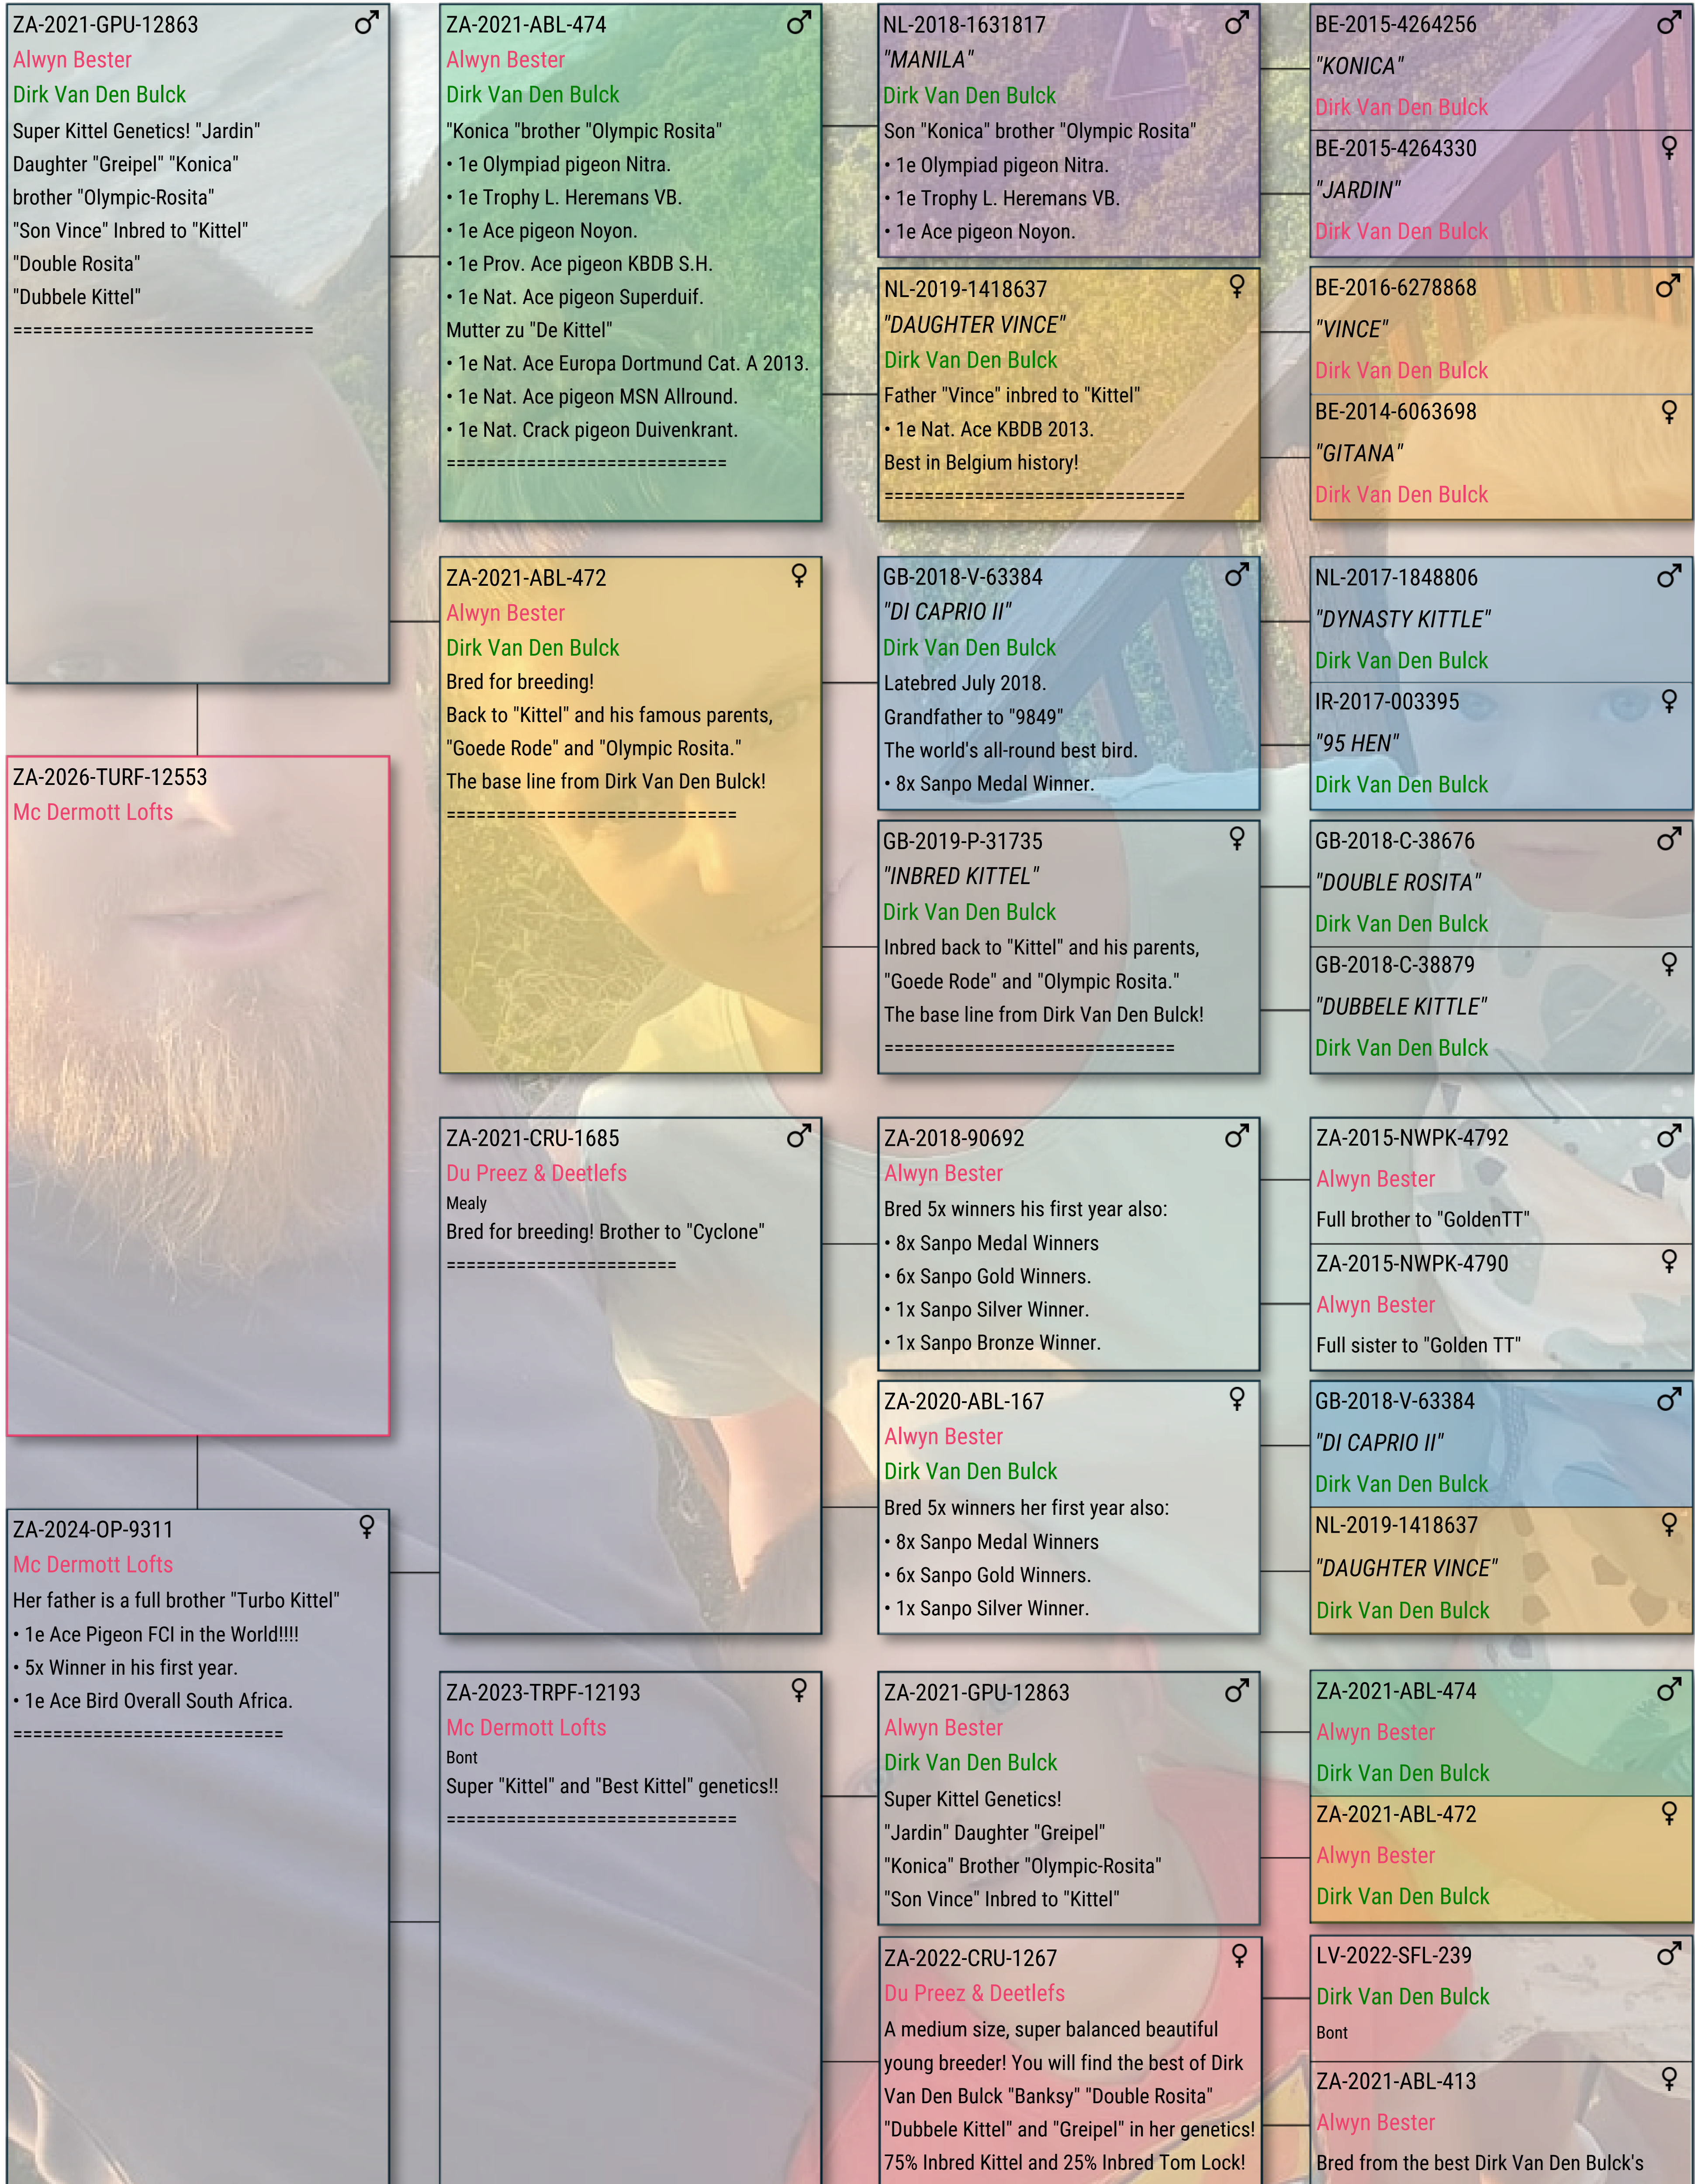 ZA-2021-GPU-12863 ♂
Alwyn Bester
Dirk Van Den Bulck
Super Kittel Genetics! "Jardin"
Daughter "Greipel" "Konica"
brother "Olympic-Rosita"
"Son Vince" Inbred to "Kittel"
"Double Rosita"
"Dubbele Kittel"
==============================
ZA-2026-TURF-12553
Mc Dermott Lofts
ZA-2024-OP-9311 ♀
Mc Dermott Lofts
Her father is a full brother "Turbo Kittel"
• 1e Ace Pigeon FCI in the World!!!!
• 5x Winner in his first year.
• 1e Ace Bird Overall South Africa.
===========================
ZA-2021-ABL-474 ♂
Alwyn Bester
Dirk Van Den Bulck
"Konica "brother "Olympic Rosita"
• 1e Olympiad pigeon Nitra.
• 1e Trophy L. Heremans VB.
• 1e Ace pigeon Noyon.
• 1e Prov. Ace pigeon KBDB S.H.
• 1e Nat. Ace pigeon Superduif.
Mutter zu "De Kittel"
• 1e Nat. Ace Europa Dortmund Cat. A 2013.
• 1e Nat. Ace pigeon MSN Allround.
• 1e Nat. Crack pigeon Duivenkrant.
============================
ZA-2021-ABL-472 ♀
Alwyn Bester
Dirk Van Den Bulck
Bred for breeding!
Back to "Kittel" and his famous parents,
"Goede Rode" and "Olympic Rosita."
The base line from Dirk Van Den Bulck!
=============================
ZA-2021-CRU-1685 ♂
Du Preez & Deetlefs
Mealy
Bred for breeding! Brother to "Cyclone"
=======================
ZA-2023-TRPF-12193 ♀
Mc Dermott Lofts
Bont
Super "Kittel" and "Best Kittel" genetics!!
=============================
NL-2018-1631817 ♂
"MANILA"
Dirk Van Den Bulck
Son "Konica" brother "Olympic Rosita"
• 1e Olympiad pigeon Nitra.
• 1e Trophy L. Heremans VB.
• 1e Ace pigeon Noyon.
NL-2019-1418637 ♀
"DAUGHTER VINCE"
Dirk Van Den Bulck
Father "Vince" inbred to "Kittel"
• 1e Nat. Ace KBDB 2013.
Best in Belgium history!
==============================
GB-2018-V-63384 ♂
"DI CAPRIO II"
Dirk Van Den Bulck
Latebred July 2018.
Grandfather to "9849"
The world's all-round best bird.
• 8x Sanpo Medal Winner.
GB-2019-P-31735 ♀
"INBRED KITTEL"
Dirk Van Den Bulck
Inbred back to "Kittel" and his parents,
"Goede Rode" and "Olympic Rosita."
The base line from Dirk Van Den Bulck!
=============================
ZA-2018-90692 ♂
Alwyn Bester
Bred 5x winners his first year also:
• 8x Sanpo Medal Winners
• 6x Sanpo Gold Winners.
• 1x Sanpo Silver Winner.
• 1x Sanpo Bronze Winner.
ZA-2020-ABL-167 ♀
Alwyn Bester
Dirk Van Den Bulck
Bred 5x winners her first year also:
• 8x Sanpo Medal Winners
• 6x Sanpo Gold Winners.
• 1x Sanpo Silver Winner.
ZA-2021-GPU-12863 ♂
Alwyn Bester
Dirk Van Den Bulck
Super Kittel Genetics!
"Jardin" Daughter "Greipel"
"Konica" Brother "Olympic-Rosita"
"Son Vince" Inbred to "Kittel"
ZA-2022-CRU-1267 ♀
Du Preez & Deetlefs
A medium size, super balanced beautiful
young breeder! You will find the best of Dirk
Van Den Bulck "Banksy" "Double Rosita"
"Dubbele Kittel" and "Greipel" in her genetics!
75% Inbred Kittel and 25% Inbred Tom Lock!
BE-2015-4264256 ♂
"KONICA"
Dirk Van Den Bulck
BE-2015-4264330 ♀
"JARDIN"
Dirk Van Den Bulck
BE-2016-6278868 ♂
"VINCE"
Dirk Van Den Bulck
BE-2014-6063698 ♀
"GITANA"
Dirk Van Den Bulck
NL-2017-1848806 ♂
"DYNASTY KITTLE"
Dirk Van Den Bulck
IR-2017-003395 ♀
"95 HEN"
Dirk Van Den Bulck
GB-2018-C-38676 ♂
"DOUBLE ROSITA"
Dirk Van Den Bulck
GB-2018-C-38879 ♀
"DUBBELE KITTLE"
Dirk Van Den Bulck
ZA-2015-NWPK-4792 ♂
Alwyn Bester
Full brother to "GoldenTT"
ZA-2015-NWPK-4790 ♀
Alwyn Bester
Full sister to "Golden TT"
GB-2018-V-63384 ♂
"DI CAPRIO II"
Dirk Van Den Bulck
NL-2019-1418637 ♀
"DAUGHTER VINCE"
Dirk Van Den Bulck
ZA-2021-ABL-474 ♂
Alwyn Bester
Dirk Van Den Bulck
ZA-2021-ABL-472 ♀
Alwyn Bester
Dirk Van Den Bulck
LV-2022-SFL-239 ♂
Dirk Van Den Bulck
Bont
ZA-2021-ABL-413 ♀
Alwyn Bester
Bred from the best Dirk Van Den Bulck's